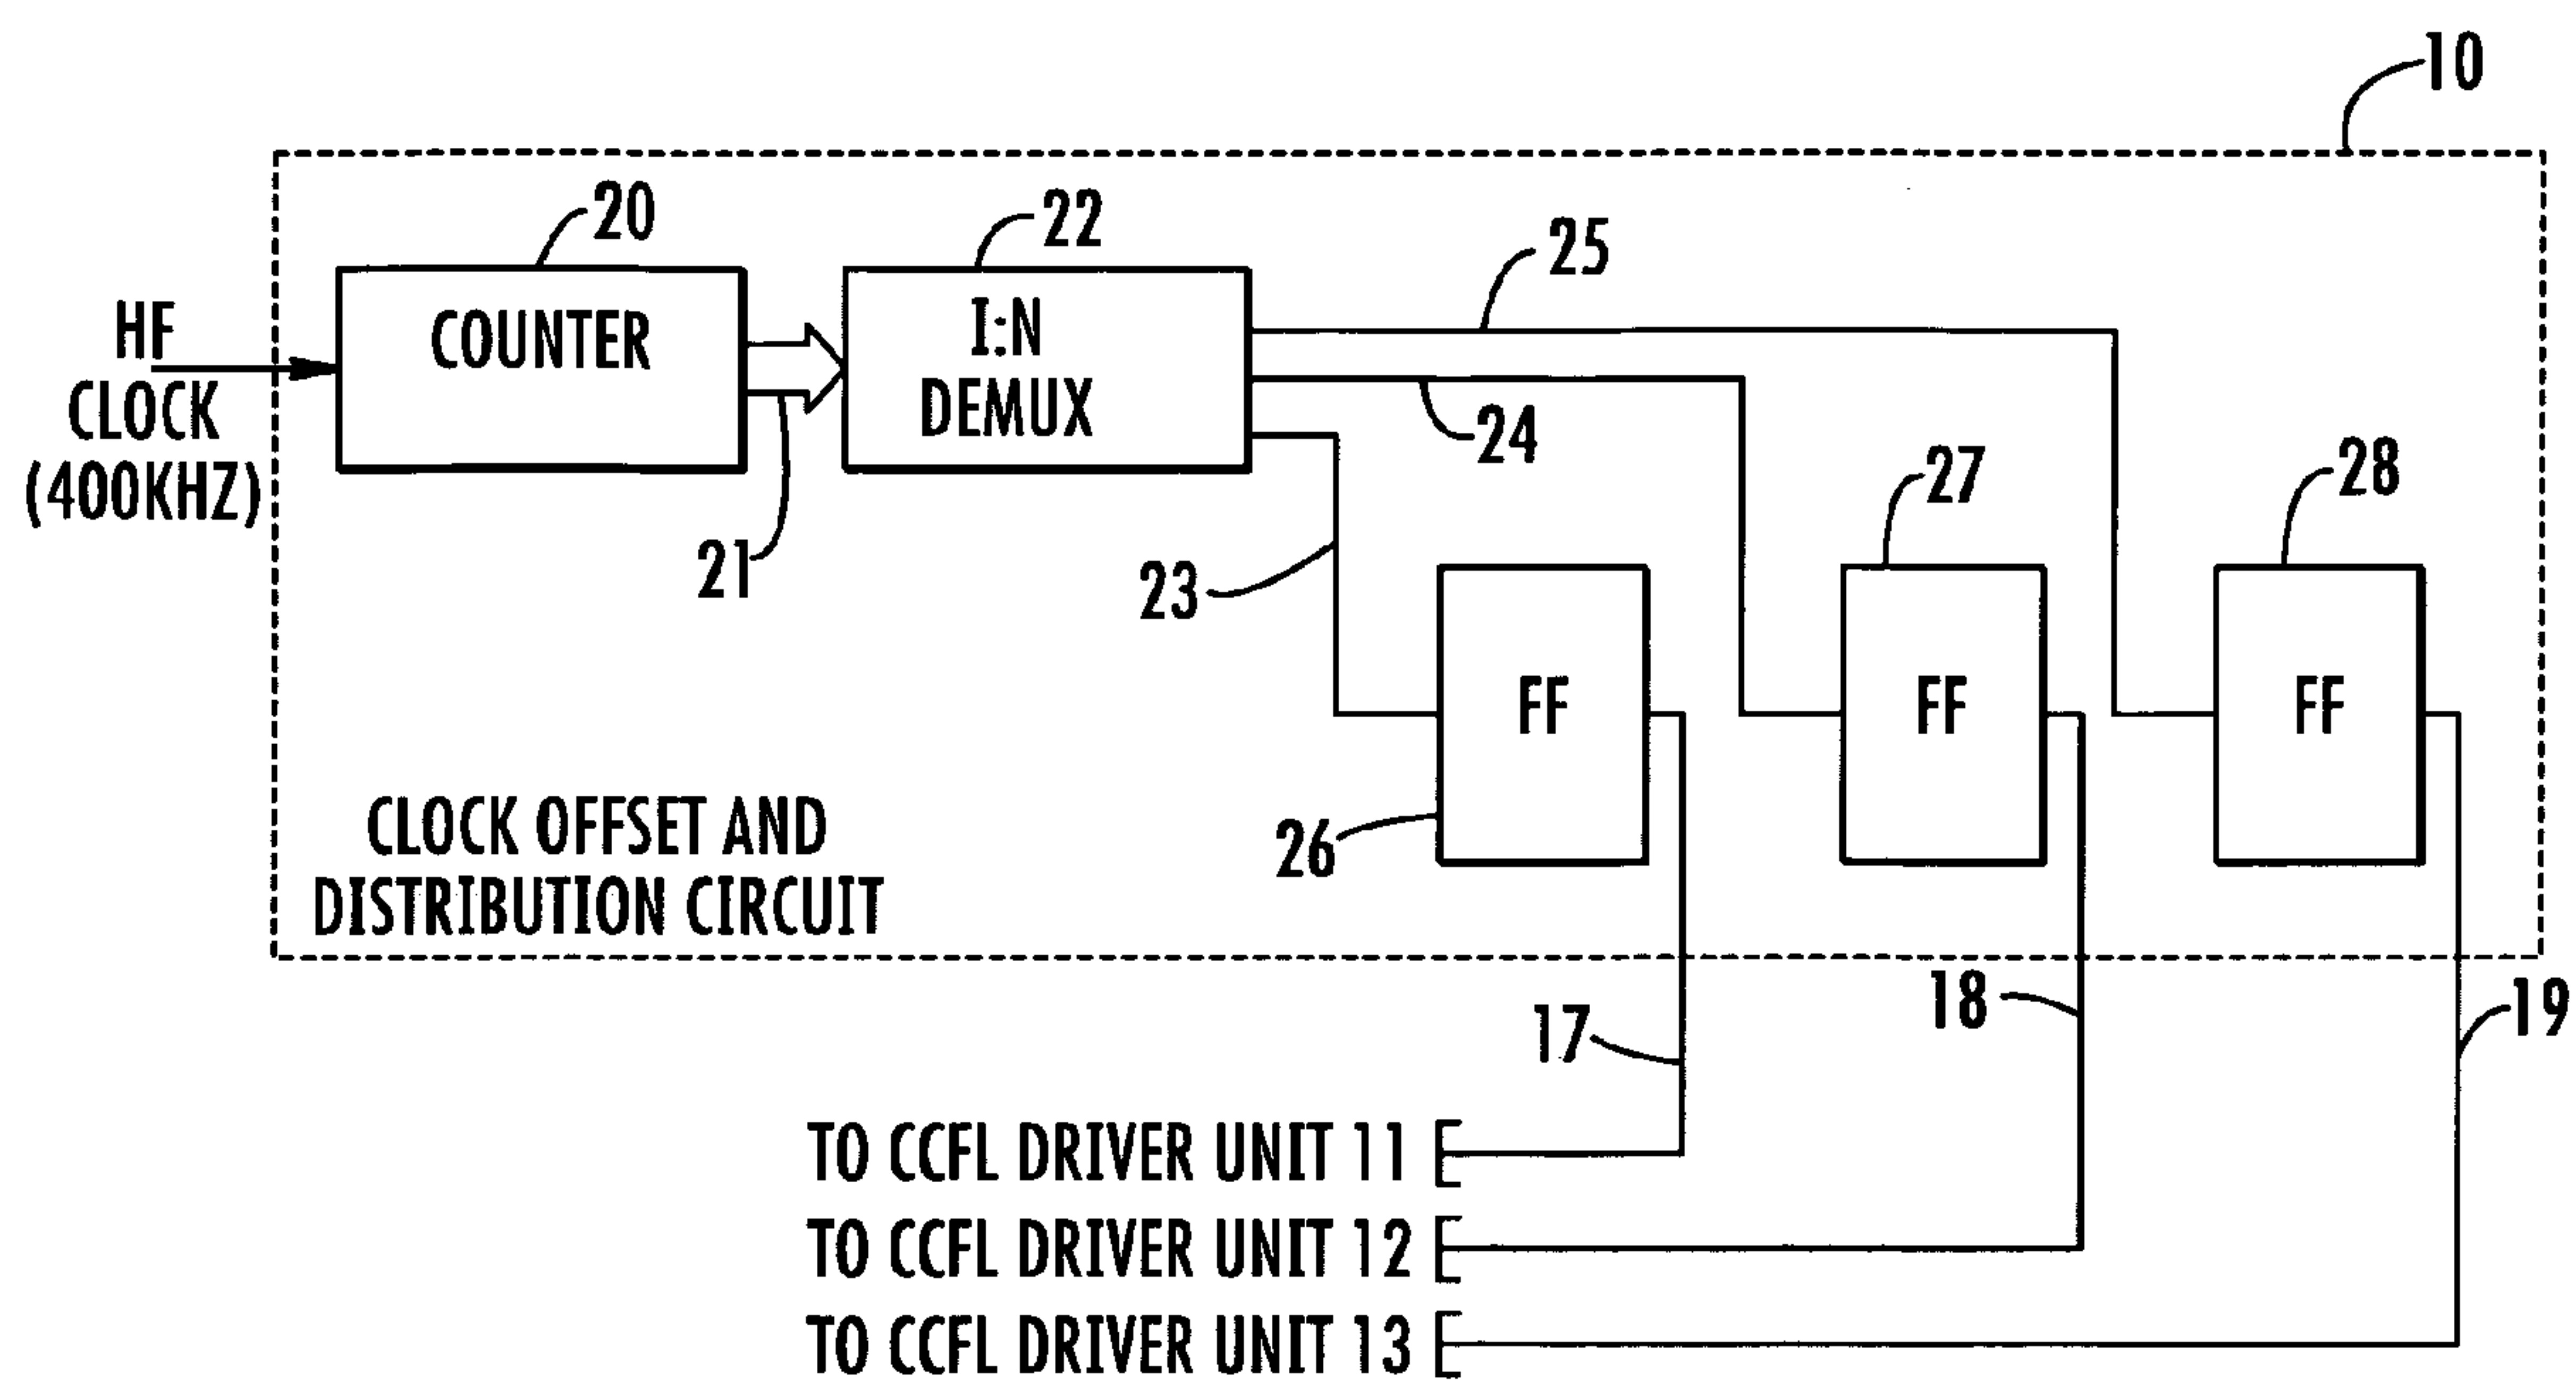 10
20
22
25
HF
CLOCK
(400KHZ)
COUNTER
I:N
DEMUX
24
21
23
27
28
FF
FF
FF
26
CLOCK OFFSET AND
DISTRIBUTION CIRCUIT
17
18
19
TO CCFL DRIVER UNIT 11
TO CCFL DRIVER UNIT 12
TO CCFL DRIVER UNIT 13